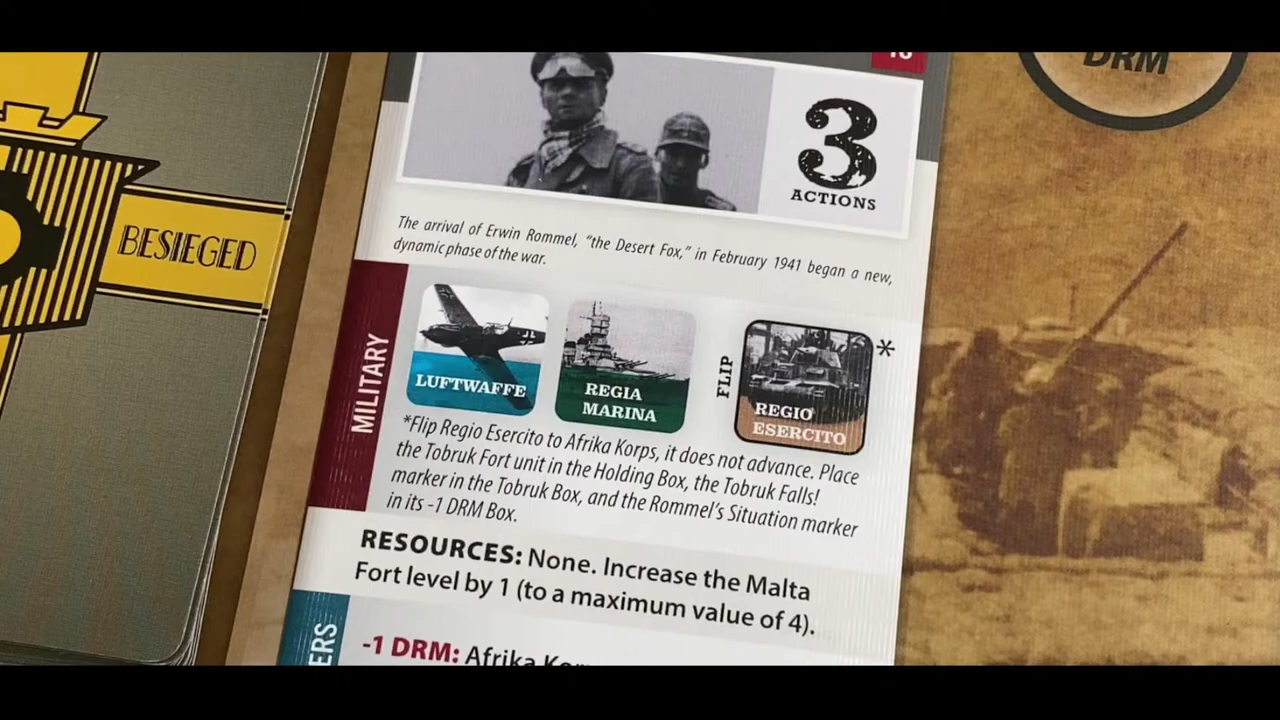 DRM
3
ACTIONS
BESIEGED
The arrival of Erwin Rommel, “the Desert Fox,” in February 1941 began a new,
dynamic phase of the war.
MILITARY
LUFTWAFFE
REGIA
MARINA
FLIP
REGIO
ESERCITO
*
*Flip Regio Esercito to Afrika Korps, it does not advance. Place
the Tobruk Fort unit in the Holding Box, the Tobruk Falls!
marker in the Tobruk Box, and the Rommel's Situation marker
in its -1 DRM Box.
RESOURCES: None. Increase the Malta
Fort level by 1 (to a maximum value of 4).
-1 DRM: Afrika